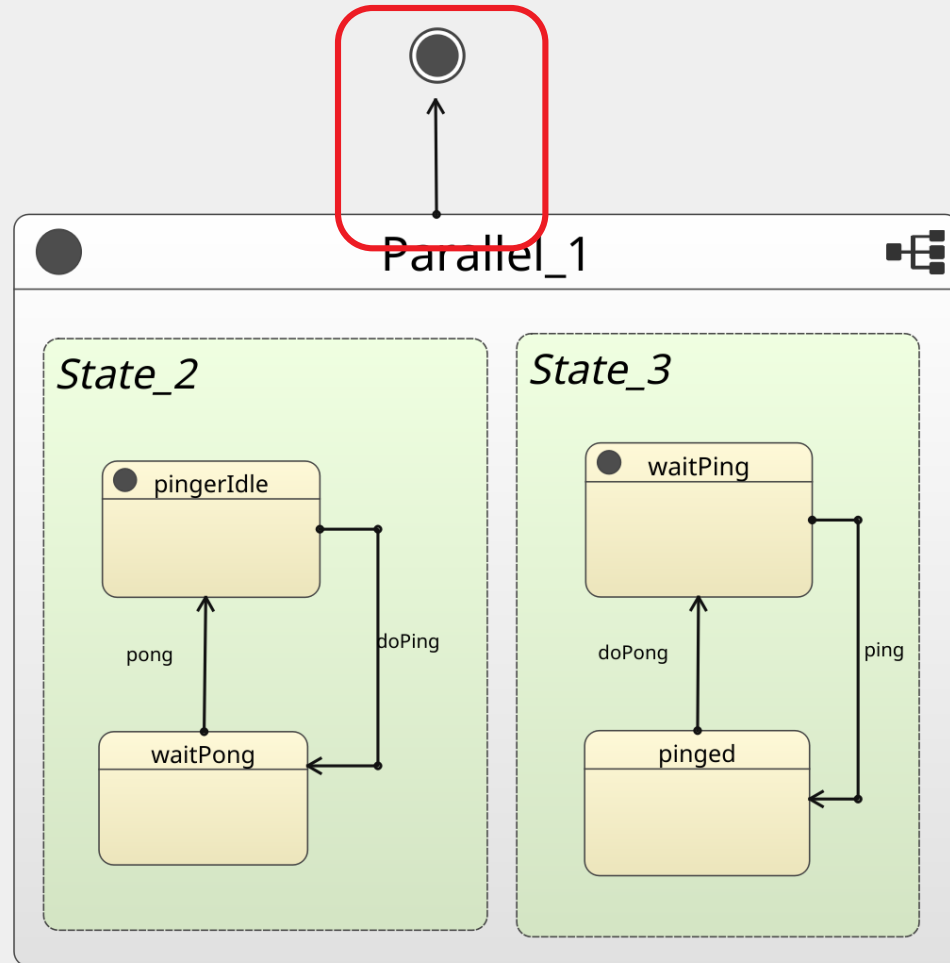 Parallel_1
State_2
pingerIdle
doPing
pong
waitPong
State_3
waitPing
doPong
ping
pinged